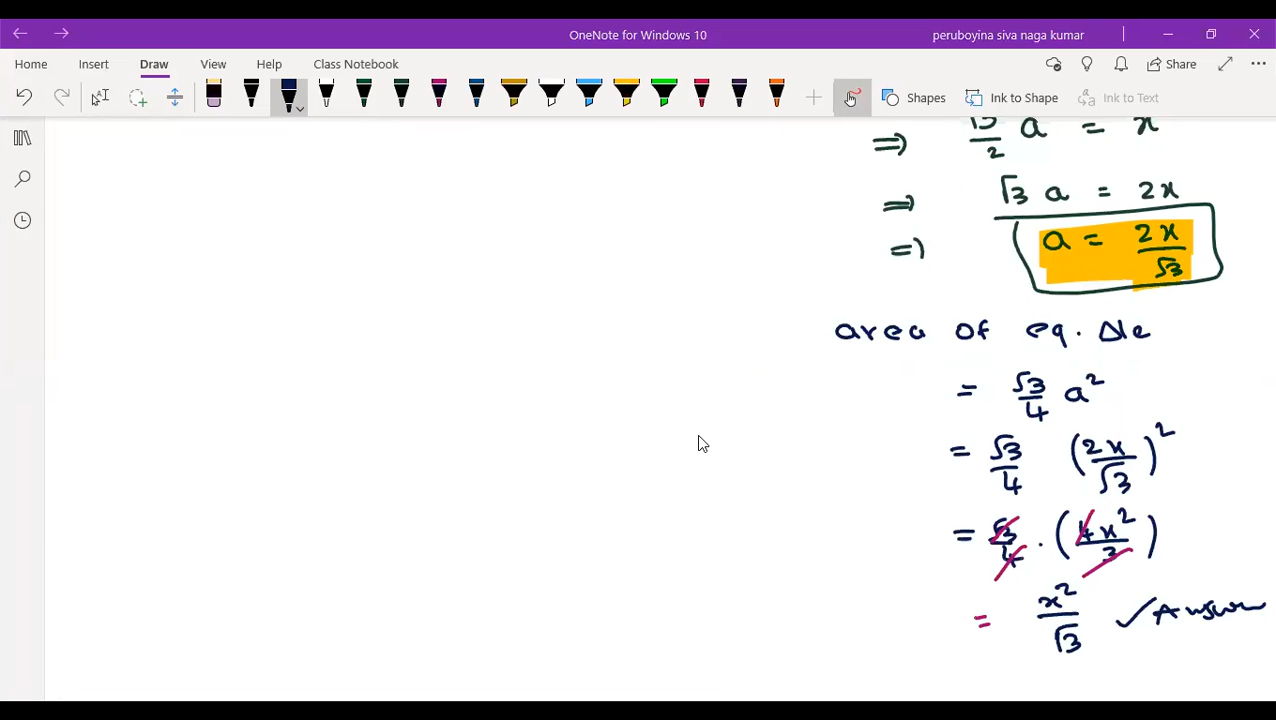 OneNote for Windows 10
peruboyina siva naga kumar
Home Insert Draw View Help Class Notebook
Share
Shapes Ink to Shape Ink to Text
⇒ √3/2 a = x
⇒ √3 a = 2x
⇒ a = 2x/√3
area of eq. Δle
= √3/4 a²
= √3/4 (2x/√3)²
= √3/4 . (4x²/3)
= x²/√3 ✓Answer